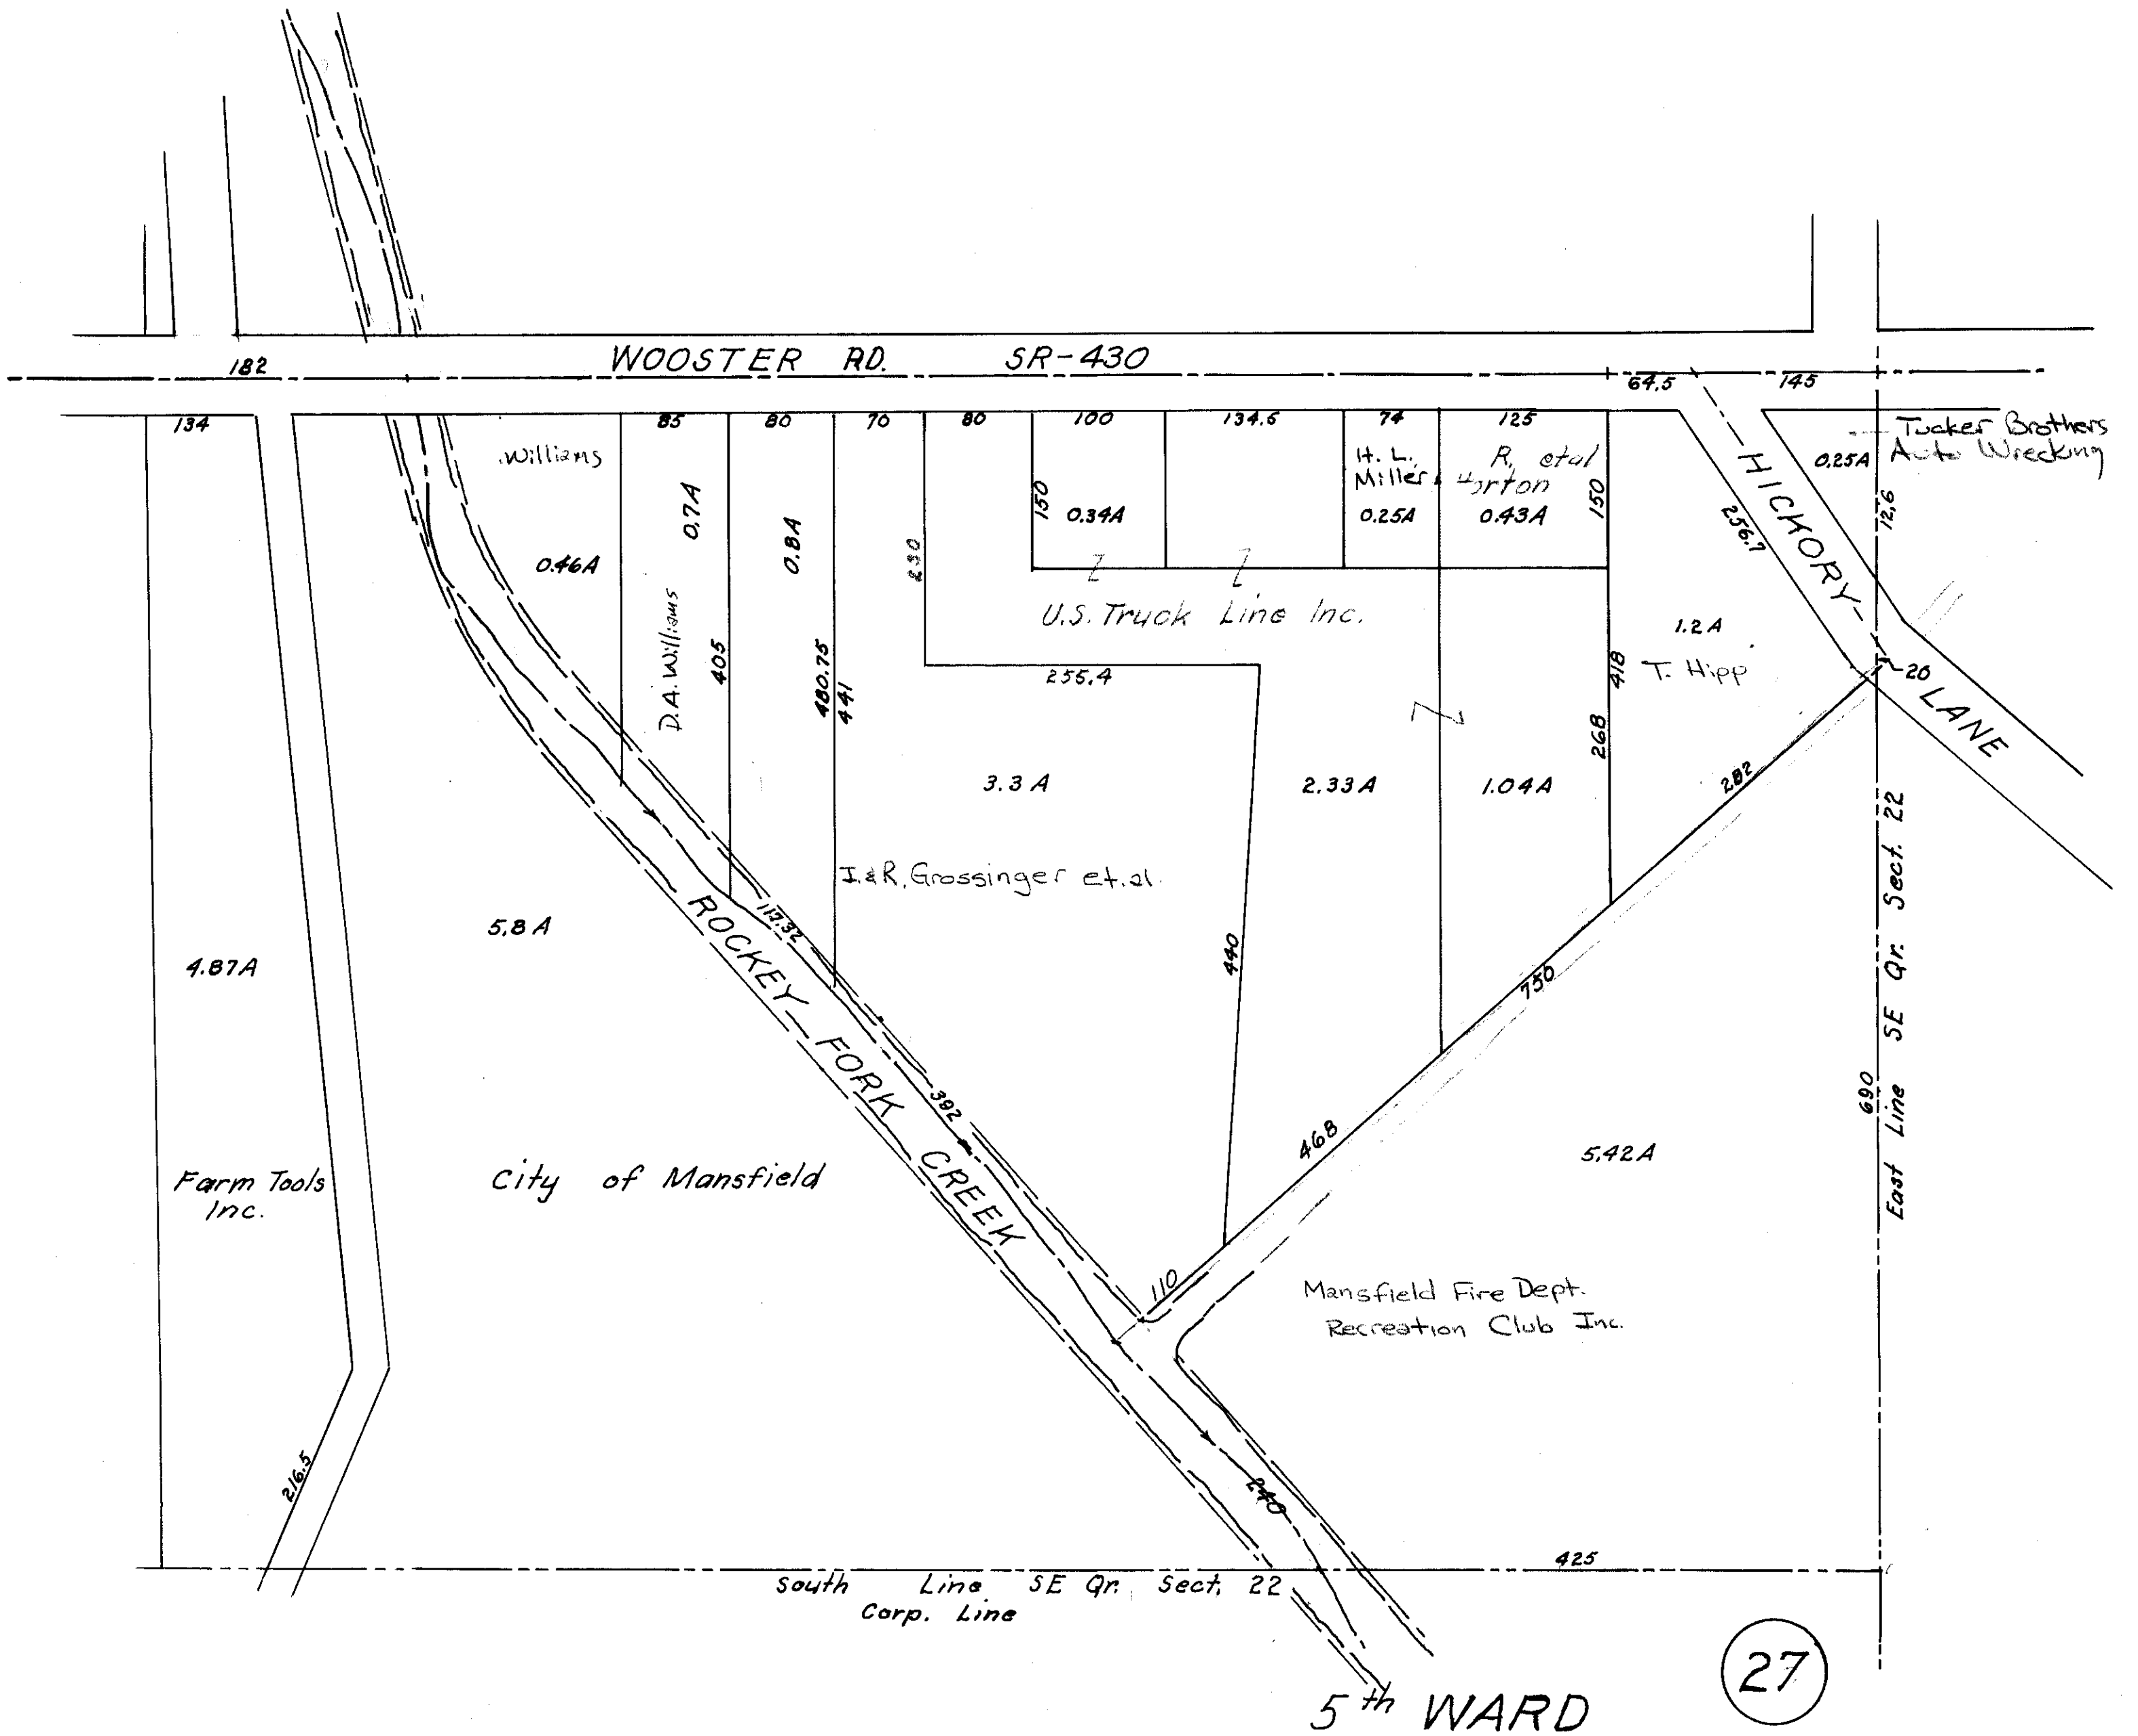 WOOSTER RD. SR-430
182
64.5
145
134
85
80
70
80
100
134.6
74
125
Williams
0.46A
0.7A
D.A. Williams
405
0.8A
480.75
441
230
150
0.34A
H. L.
Miller
0.25A
R. etal
0.43A
150
HICKORY LANE
256.7
0.25A
Tucker Brothers
Auto Wrecking
12.6
U.S. Truck Line Inc.
255.4
418
268
1.2 A
T. Hipp
20
282
3.3 A
2.33A
1.04A
I.&R. Grossinger et.al.
440
750
468
110
117.32
392
ROCKEY FORK CREEK
5.8 A
4.87A
Farm Tools
Inc.
City of Mansfield
216.5
5.42A
Mansfield Fire Dept.
Recreation Club Inc.
690
East Line SE Qr. Sect. 22
240
425
South Line SE Qr. Sect. 22
Corp. Line
27
5th WARD